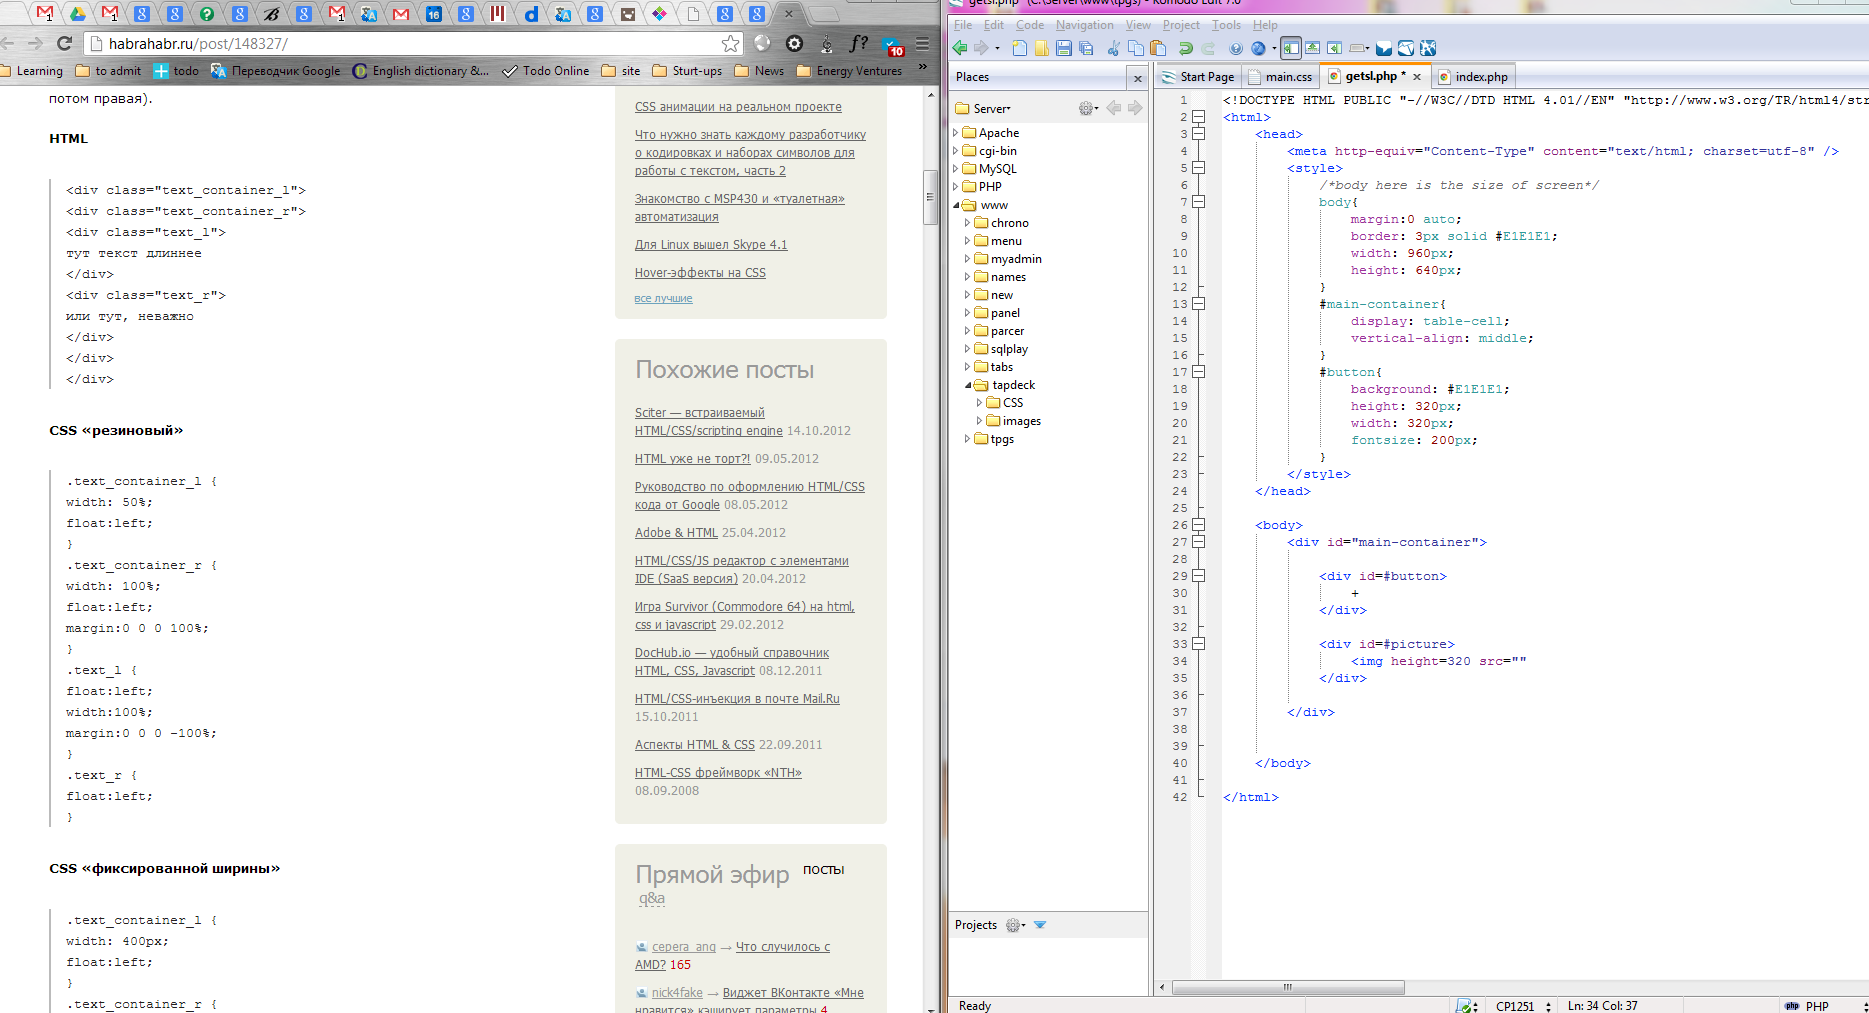 habrahabr.ru/post/148327/
10
Learning
to admit
todo
Переводчик Google
English dictionary &...
Todo Online
site
Start-ups
News
Energy Ventures
»
потом правая).
HTML
<div class="text_container_l">
<div class="text_container_r">
<div class="text_l">
тут текст длиннее
</div>
<div class="text_r">
или тут, неважно
</div>
</div>
</div>
CSS «резиновый»
.text_container_l {
width: 50%;
float:left;
}
.text_container_r {
width: 100%;
float:left;
margin:0 0 0 100%;
}
.text_l {
float:left;
width:100%;
margin:0 0 0 -100%;
}
.text_r {
float:left;
}
CSS «фиксированной ширины»
.text_container_l {
width: 400px;
float:left;
}
.text_container_r {
CSS анимации на реальном проекте
Что нужно знать каждому разработчику
о кодировках и наборах символов для
работы с текстом, часть 2
Знакомство с MSP430 и «туалетная»
автоматизация
Для Linux вышел Skype 4.1
Hover-эффекты на CSS
все лучшие
Похожие посты
Sciter — встраиваемый
HTML/CSS/scripting engine 14.10.2012
HTML уже не торт?! 09.05.2012
Руководство по оформлению HTML/CSS
кода от Google 08.05.2012
Adobe & HTML 25.04.2012
HTML/CSS/JS редактор с элементами
IDE (SaaS версия) 20.04.2012
Игра Survivor (Commodore 64) на html,
css и javascript 29.02.2012
DocHub.io — удобный справочник
HTML, CSS, Javascript 08.12.2011
HTML/CSS-инъекция в почте Mail.Ru
15.10.2011
Аспекты HTML & CSS 22.09.2011
HTML-CSS фреймворк «NTH»
08.09.2008
Прямой эфир посты
q&a
cepera_ang → Что случилось с
AMD? 165
nick4fake → Виджет ВКонтакте «Мне
нравится» кэширует параметры 4
getsl.php* (C:\Server\www\tpgs) - Komodo Edit 7.0
File Edit Code Navigation View Project Tools Help
Places
Server
Apache
cgi-bin
MySQL
PHP
www
chrono
menu
myadmin
names
new
panel
parcer
sqlplay
tabs
tapdeck
CSS
images
tpgs
Projects
Start Page
main.css
getsl.php *
index.php
1 <!DOCTYPE HTML PUBLIC "-//W3C//DTD HTML 4.01//EN" "http://www.w3.org/TR/html4/str
2 <html>
3 <head>
4 <meta http-equiv="Content-Type" content="text/html; charset=utf-8" />
5 <style>
6 /*body here is the size of screen*/
7 body{
8 margin:0 auto;
9 border: 3px solid #E1E1E1;
10 width: 960px;
11 height: 640px;
12 }
13 #main-container{
14 display: table-cell;
15 vertical-align: middle;
16 }
17 #button{
18 background: #E1E1E1;
19 height: 320px;
20 width: 320px;
21 fontsize: 200px;
22 }
23 </style>
24 </head>
25
26 <body>
27 <div id="main-container">
28
29 <div id=#button>
30 +
31 </div>
32
33 <div id=#picture>
34 <img height=320 src=""
35 </div>
36
37 </div>
38
39
40 </body>
41
42 </html>
Ready
CP1251
Ln: 34 Col: 37
php PHP